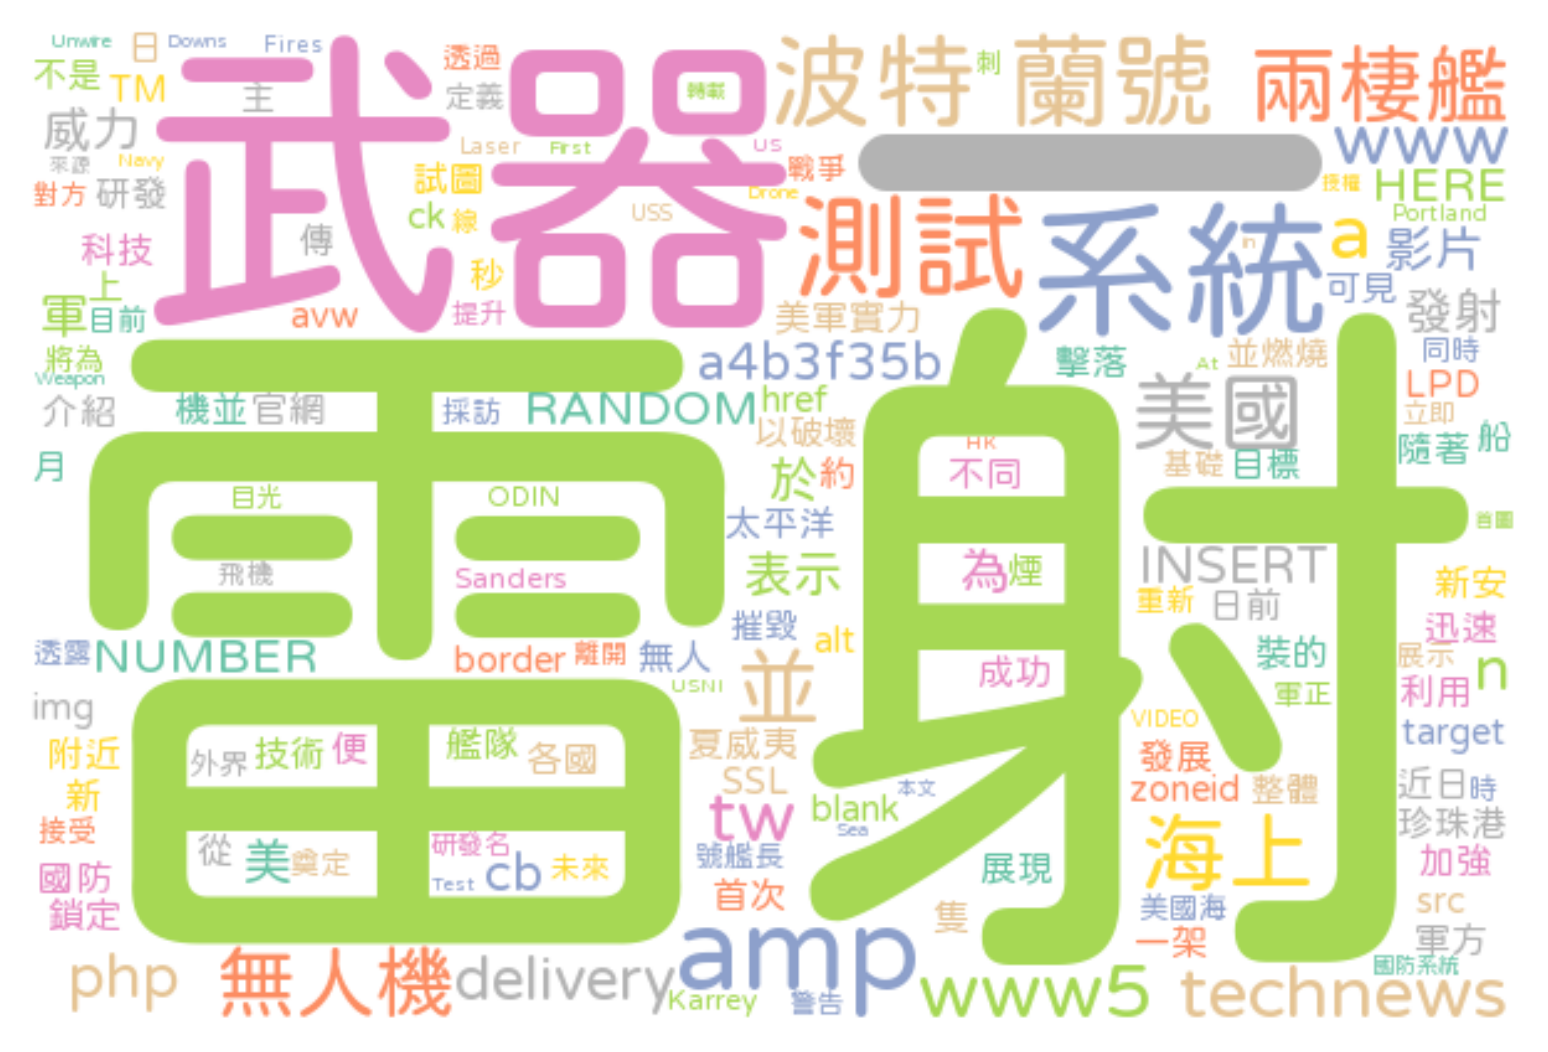 Unwire 日 Downs Fires 透過 波特 刺 蘭號 兩棲艦
不是 TM 主 定義 轉載
武器
威力 Laser First US 戰爭 一 www
來源 Navy 試圖 Drone 授權 HERE
對方 研發 ck 線 USS 測試 系統 in a Portland
科技 傳 影片
上 秒 可見
軍 目前 avw 提升 美軍實力 發射
將為 a4b3f35b 擊落 At 並燃燒 同時
Weapon 美國 LPD
介紹 機並 官網 採訪 RANDOM href 立即
以破壞 HK 隨著 船
月 於 約 不同 基礎 目標
雷射
目光 ODIN 太平洋 首圖
飛機 Sanders 表示 為 煙 INSERT 新安
重新 日前
透露 NUMBER border 離開 無人 摧毀 alt 裝的 迅速
展示
USNI 並 成功 軍正 利用 n
img VIDEO
附近 外界 技術 便 艦隊 各國 夏威夷 發展 target
新 SSL 本文 zoneid 整體 近日 時
接受 tw blank 珍珠港
從 美 奠定 研發名 Sea 海上
Test cb 未來 號艦長 展現 加強
國防
鎖定 首次 隻 美國海 src
一架 軍方
國防系統
php 無人機 delivery amp www5 technews
Karrey 警告